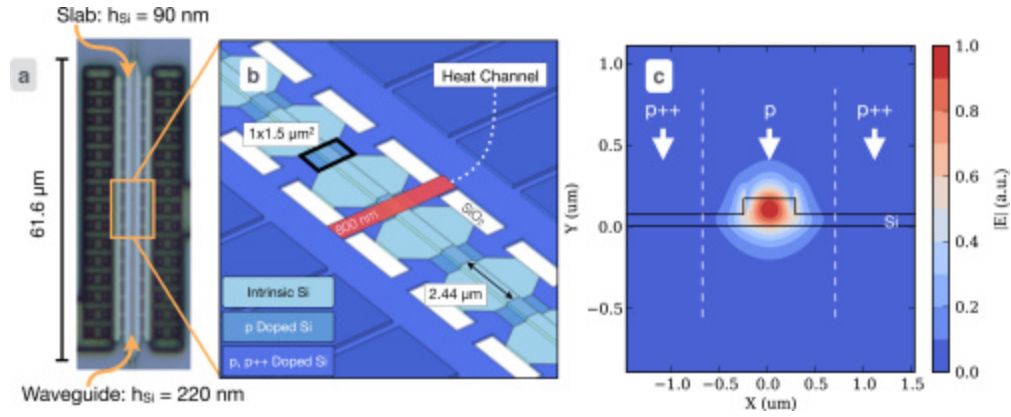 Slab: hSi = 90 nm
a
61.6 μm
Waveguide: hSi = 220 nm
b
Heat Channel
1x1.5 μm²
800 nm
SiO₂
2.44 μm
Intrinsic Si
p Doped Si
p, p++ Doped Si
c
p++
p
p++
Si
Y (um)
1.0
0.5
0.0
−0.5
−1.0
−0.5
0.0
0.5
1.0
1.5
X (um)
1.0
0.8
0.6
0.4
0.2
0.0
|E| (a.u.)